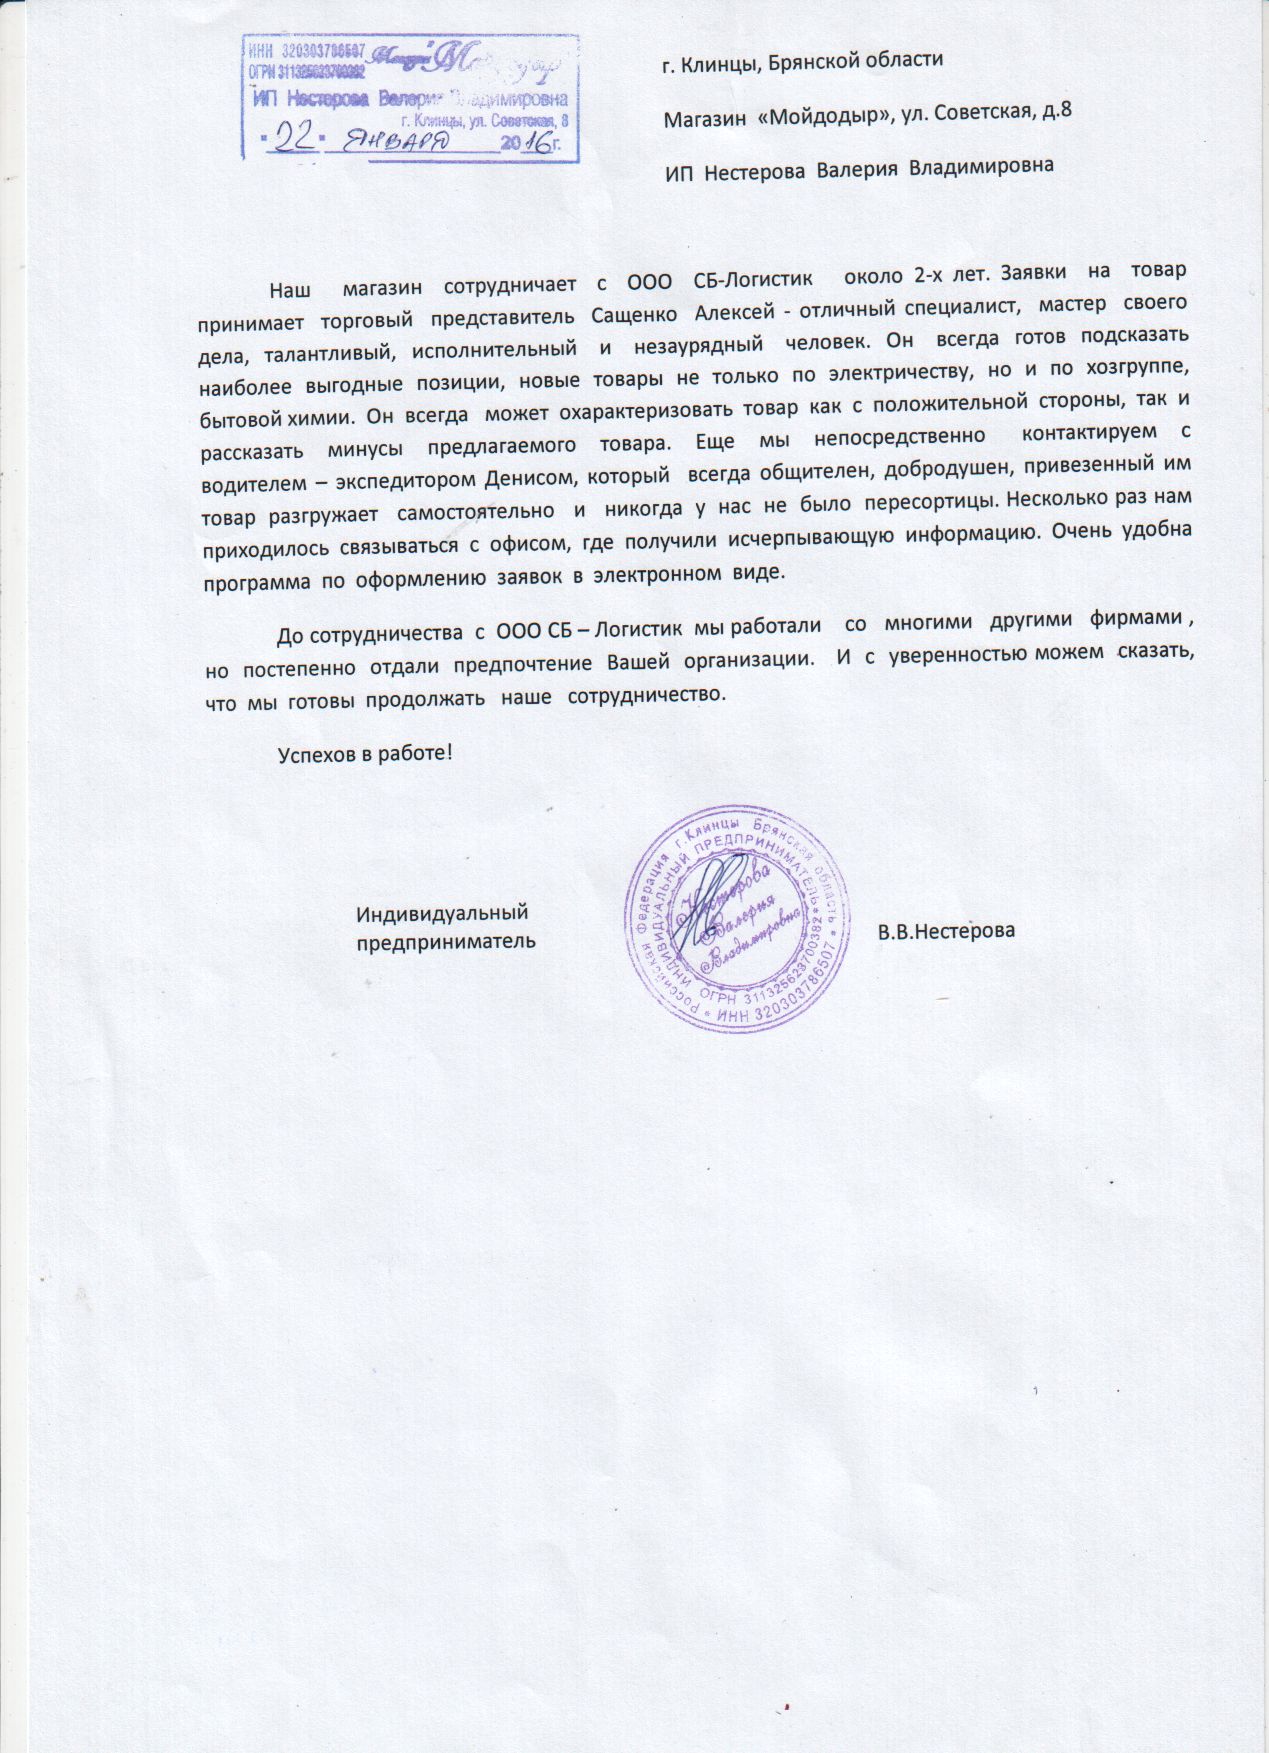 ИНН 320303786507
ОГРН 311325623700382
ИП Нестерова Валерия Владимировна
г. Клинцы, ул. Советская, 8
"22" ЯНВАРЯ 2016 г.
г. Клинцы, Брянской области
Магазин «Мойдодыр», ул. Советская, д.8
ИП Нестерова Валерия Владимировна
Наш магазин сотрудничает с ООО СБ-Логистик около 2-х лет. Заявки на товар
принимает торговый представитель Сащенко Алексей - отличный специалист, мастер своего
дела, талантливый, исполнительный и незаурядный человек. Он всегда готов подсказать
наиболее выгодные позиции, новые товары не только по электричеству, но и по хозгруппе,
бытовой химии. Он всегда может охарактеризовать товар как с положительной стороны, так и
рассказать минусы предлагаемого товара. Еще мы непосредственно контактируем с
водителем – экспедитором Денисом, который всегда общителен, добродушен, привезенный им
товар разгружает самостоятельно и никогда у нас не было пересортицы. Несколько раз нам
приходилось связываться с офисом, где получили исчерпывающую информацию. Очень удобна
программа по оформлению заявок в электронном виде.
До сотрудничества с ООО СБ – Логистик мы работали со многими другими фирмами ,
но постепенно отдали предпочтение Вашей организации. И с уверенностью можем сказать,
что мы готовы продолжать наше сотрудничество.
Успехов в работе!
Индивидуальный
предприниматель
Российская Федерация г.Клинцы Брянская область * ИНН 320303786507 *
ИНДИВИДУАЛЬНЫЙ ПРЕДПРИНИМАТЕЛЬ * ОГРН 311325623700382
Нестерова
Валерия
Владимировна
В.В.Нестерова